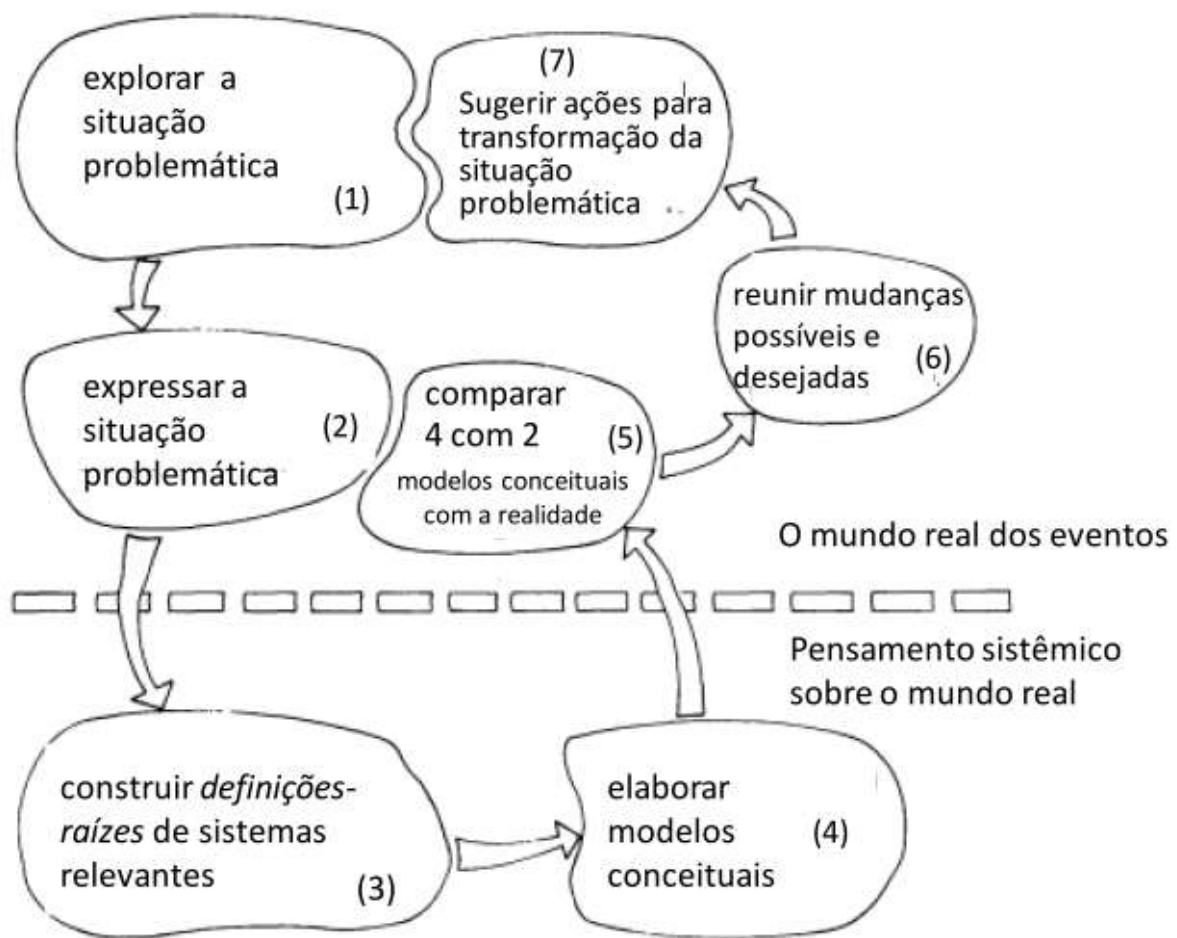 explorar a
situação
problemática
(1)
(7)
Sugerir ações para
transformação da
situação
problemática
expressar a
situação
problemática
(2)
comparar
4 com 2
(5)
modelos conceituais
com a realidade
reunir mudanças
possíveis e
desejadas
(6)
O mundo real dos eventos
Pensamento sistêmico
sobre o mundo real
construir definições-
raízes de sistemas
relevantes
(3)
elaborar
modelos
conceituais
(4)